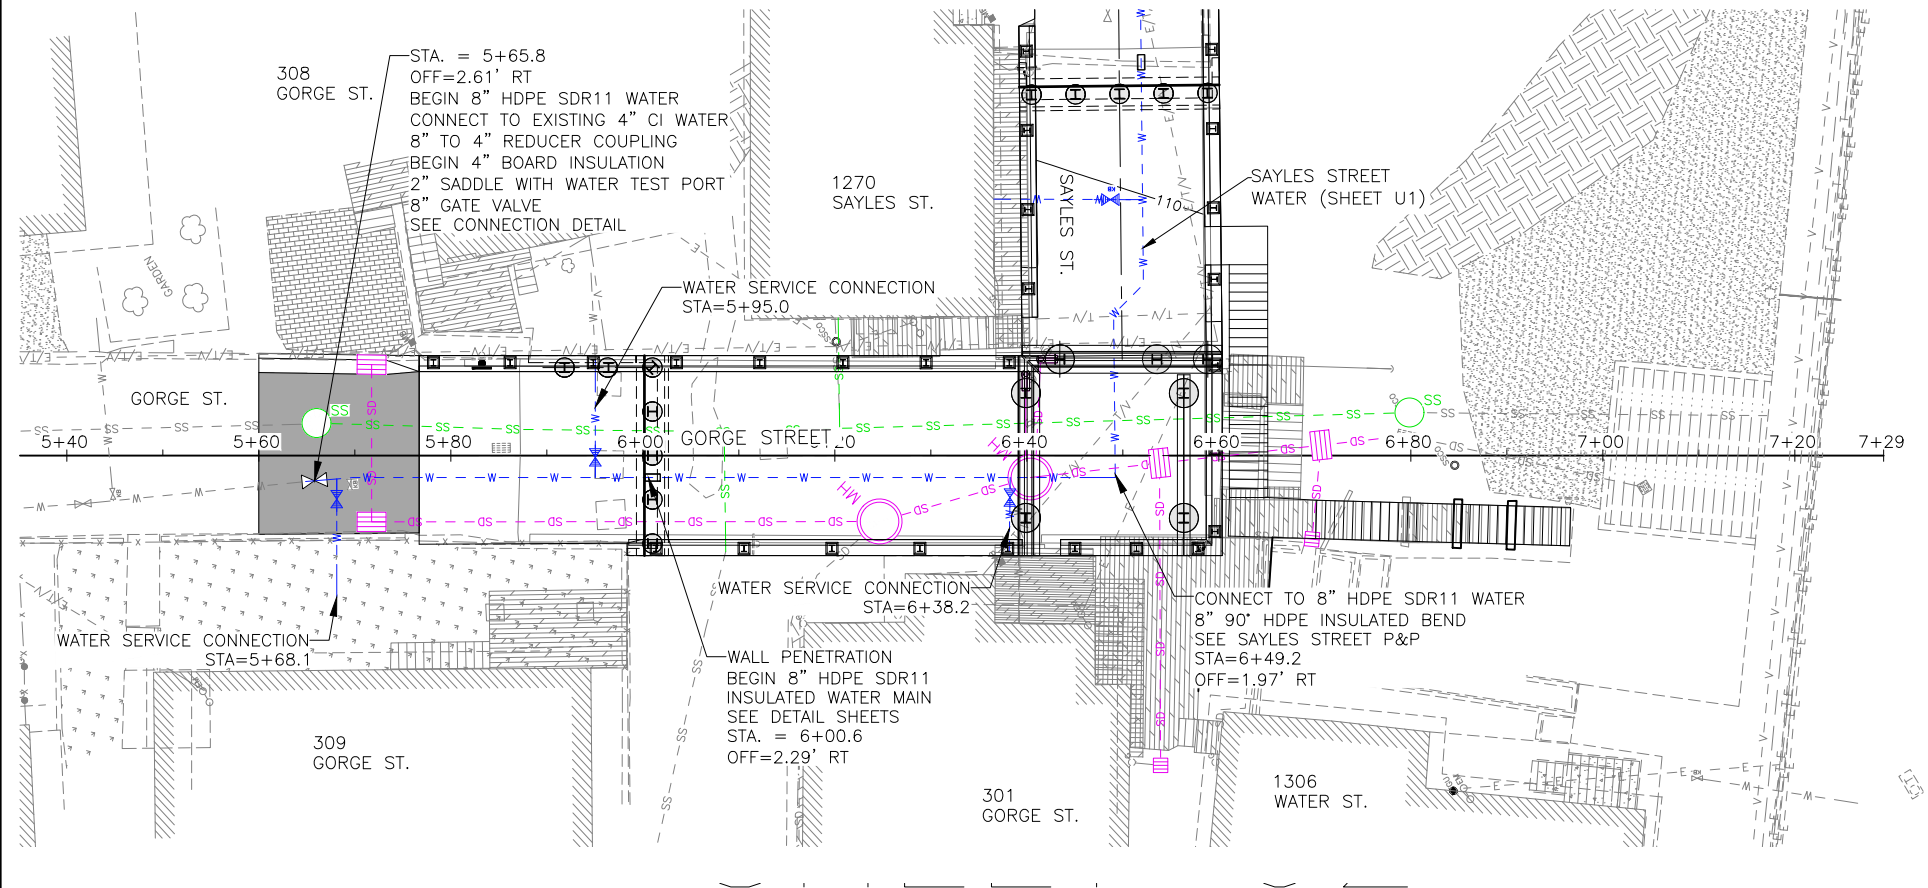 308
GORGE ST.
STA. = 5+65.8
OFF=2.61' RT
BEGIN 8" HDPE SDR11 WATER
CONNECT TO EXISTING 4" CI WATER
8" TO 4" REDUCER COUPLING
BEGIN 4" BOARD INSULATION
2" SADDLE WITH WATER TEST PORT
8" GATE VALVE
SEE CONNECTION DETAIL
1270
SAYLES ST.
SAYLES ST.
110
SAYLES STREET
WATER (SHEET U1)
GARDEN
WATER SERVICE CONNECTION
STA=5+95.0
GORGE ST.
GORGE STREET
5+40
5+60
5+80
6+00
6+20
6+40
6+60
6+80
7+00
7+20
7+29
SS
SS
MH
MH
WATER SERVICE CONNECTION
STA=6+38.2
WATER SERVICE CONNECTION
STA=5+68.1
WALL PENETRATION
BEGIN 8" HDPE SDR11
INSULATED WATER MAIN
SEE DETAIL SHEETS
STA. = 6+00.6
OFF=2.29' RT
CONNECT TO 8" HDPE SDR11 WATER
8" 90° HDPE INSULATED BEND
SEE SAYLES STREET P&P
STA=6+49.2
OFF=1.97' RT
309
GORGE ST.
301
GORGE ST.
1306
WATER ST.